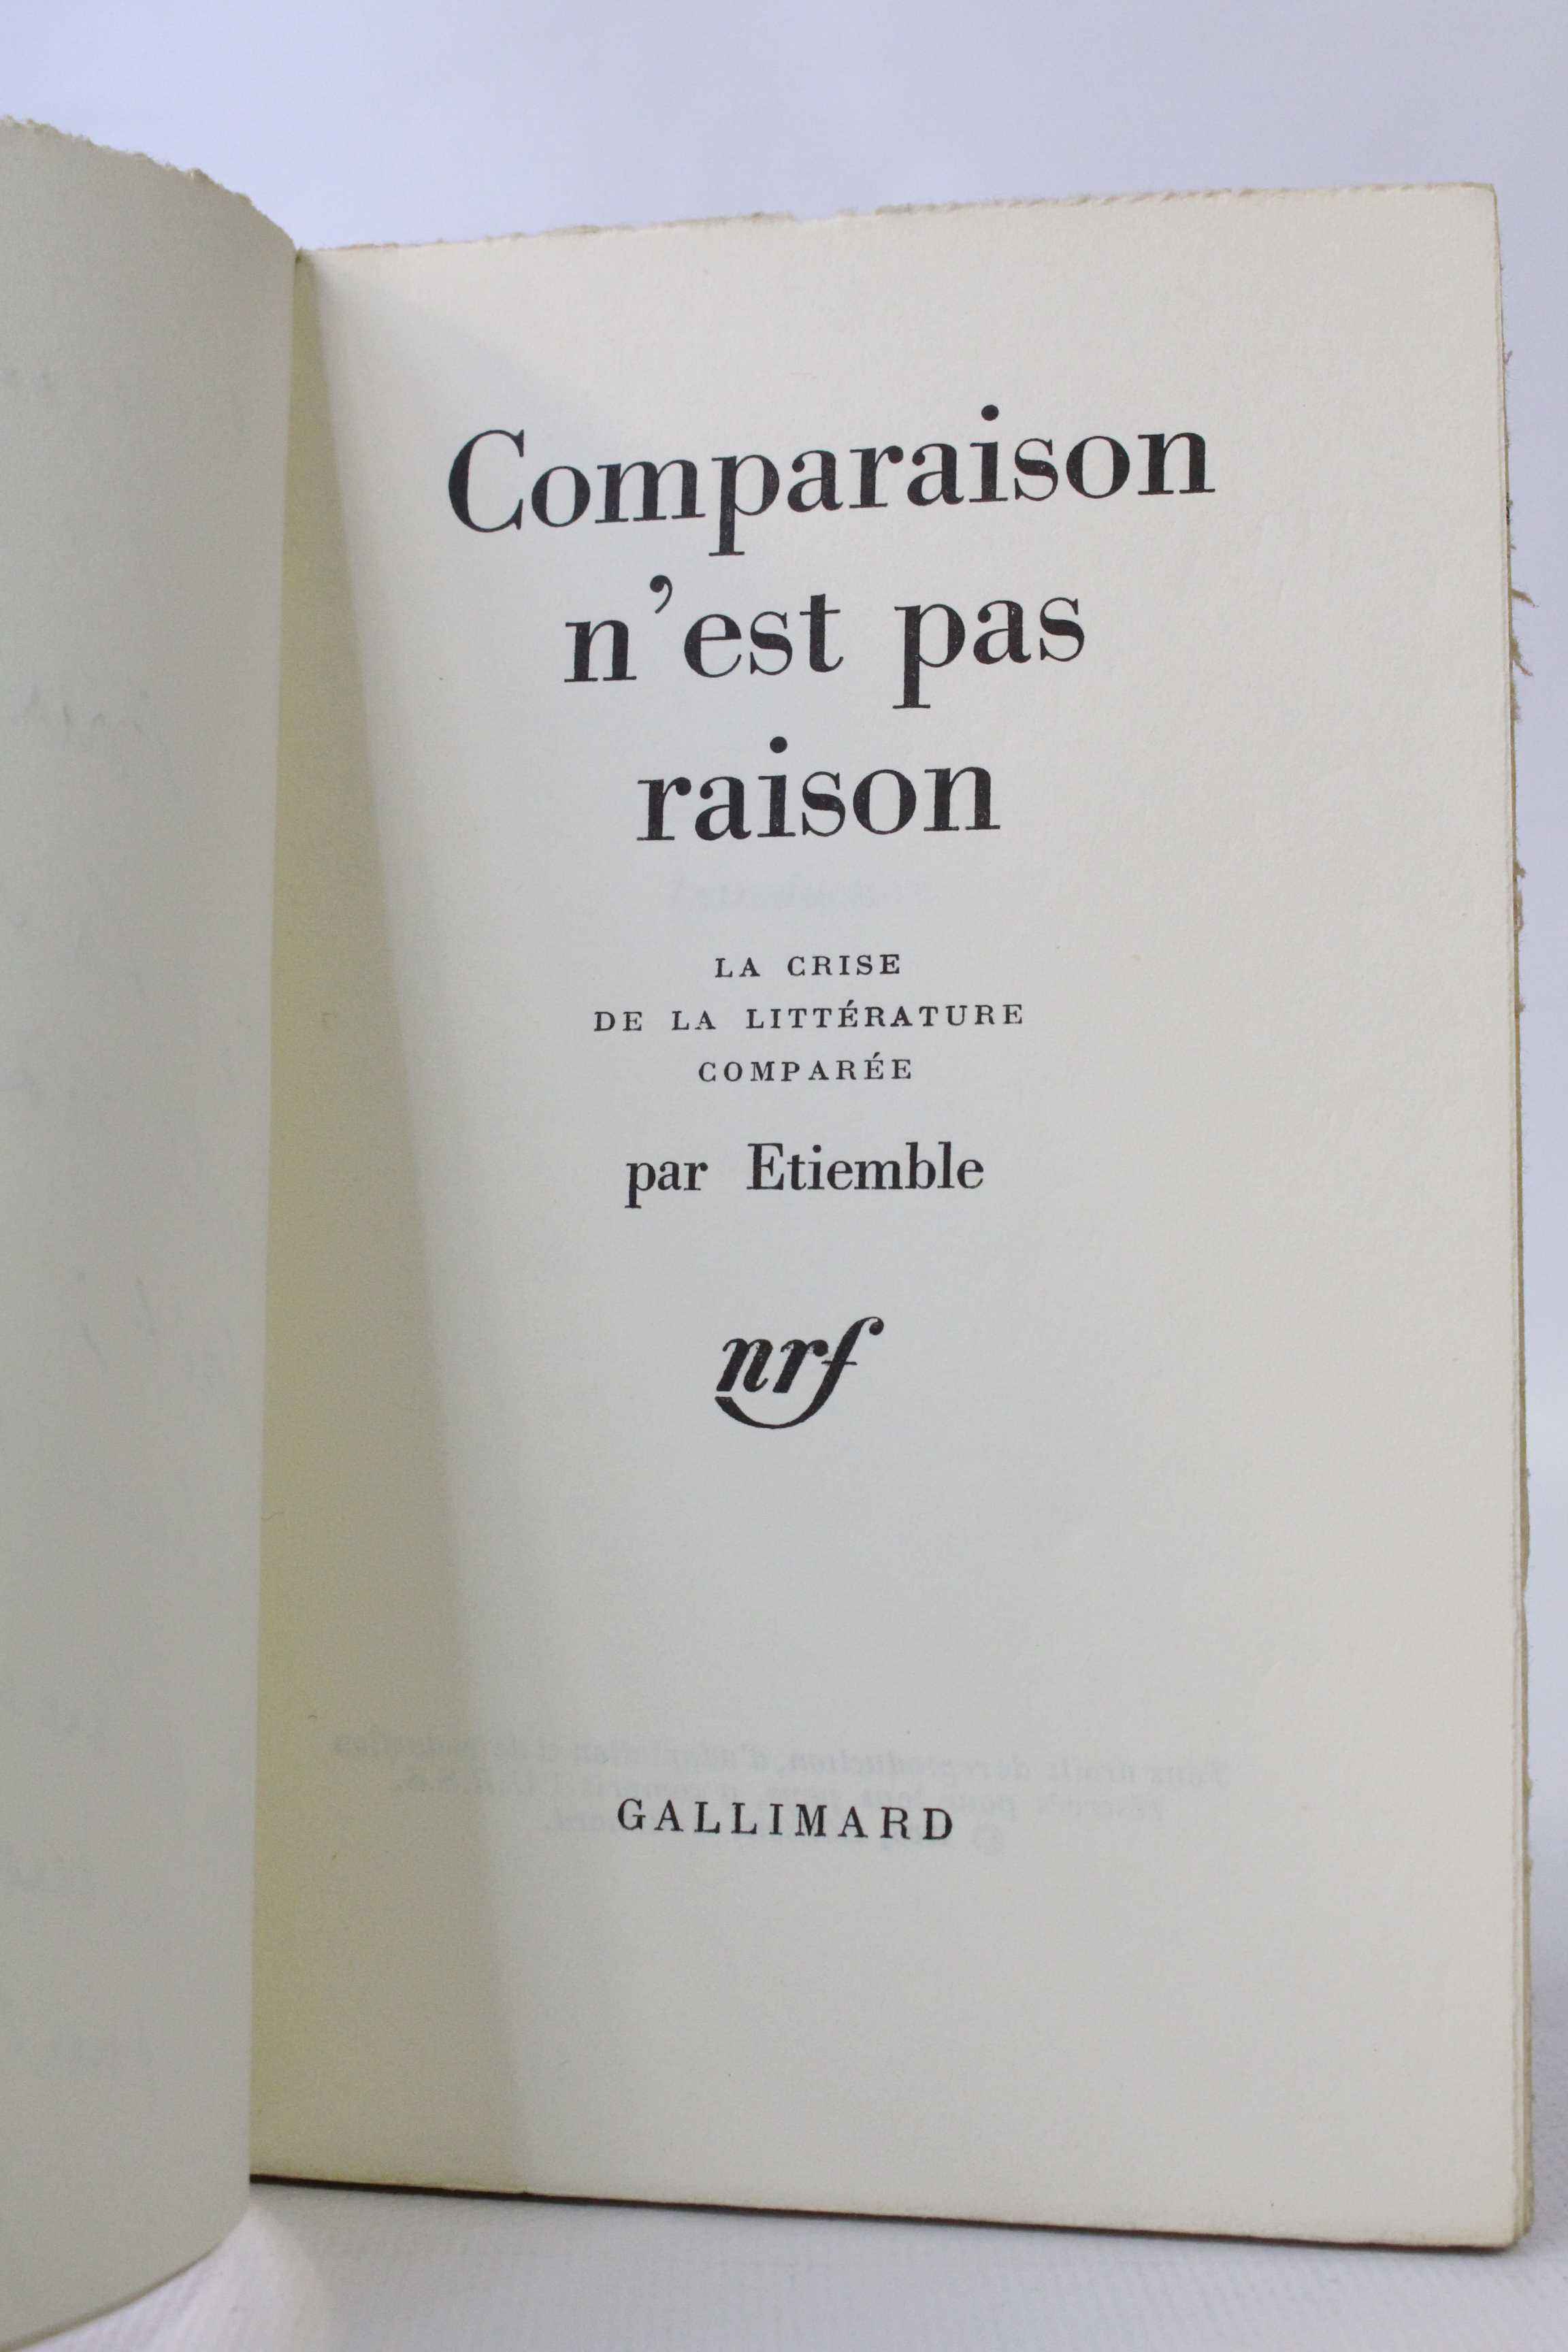 Comparaison
n'est pas
raison
LA CRISE
DE LA LITTÉRATURE
COMPARÉE
par Etiemble
nrf
GALLIMARD